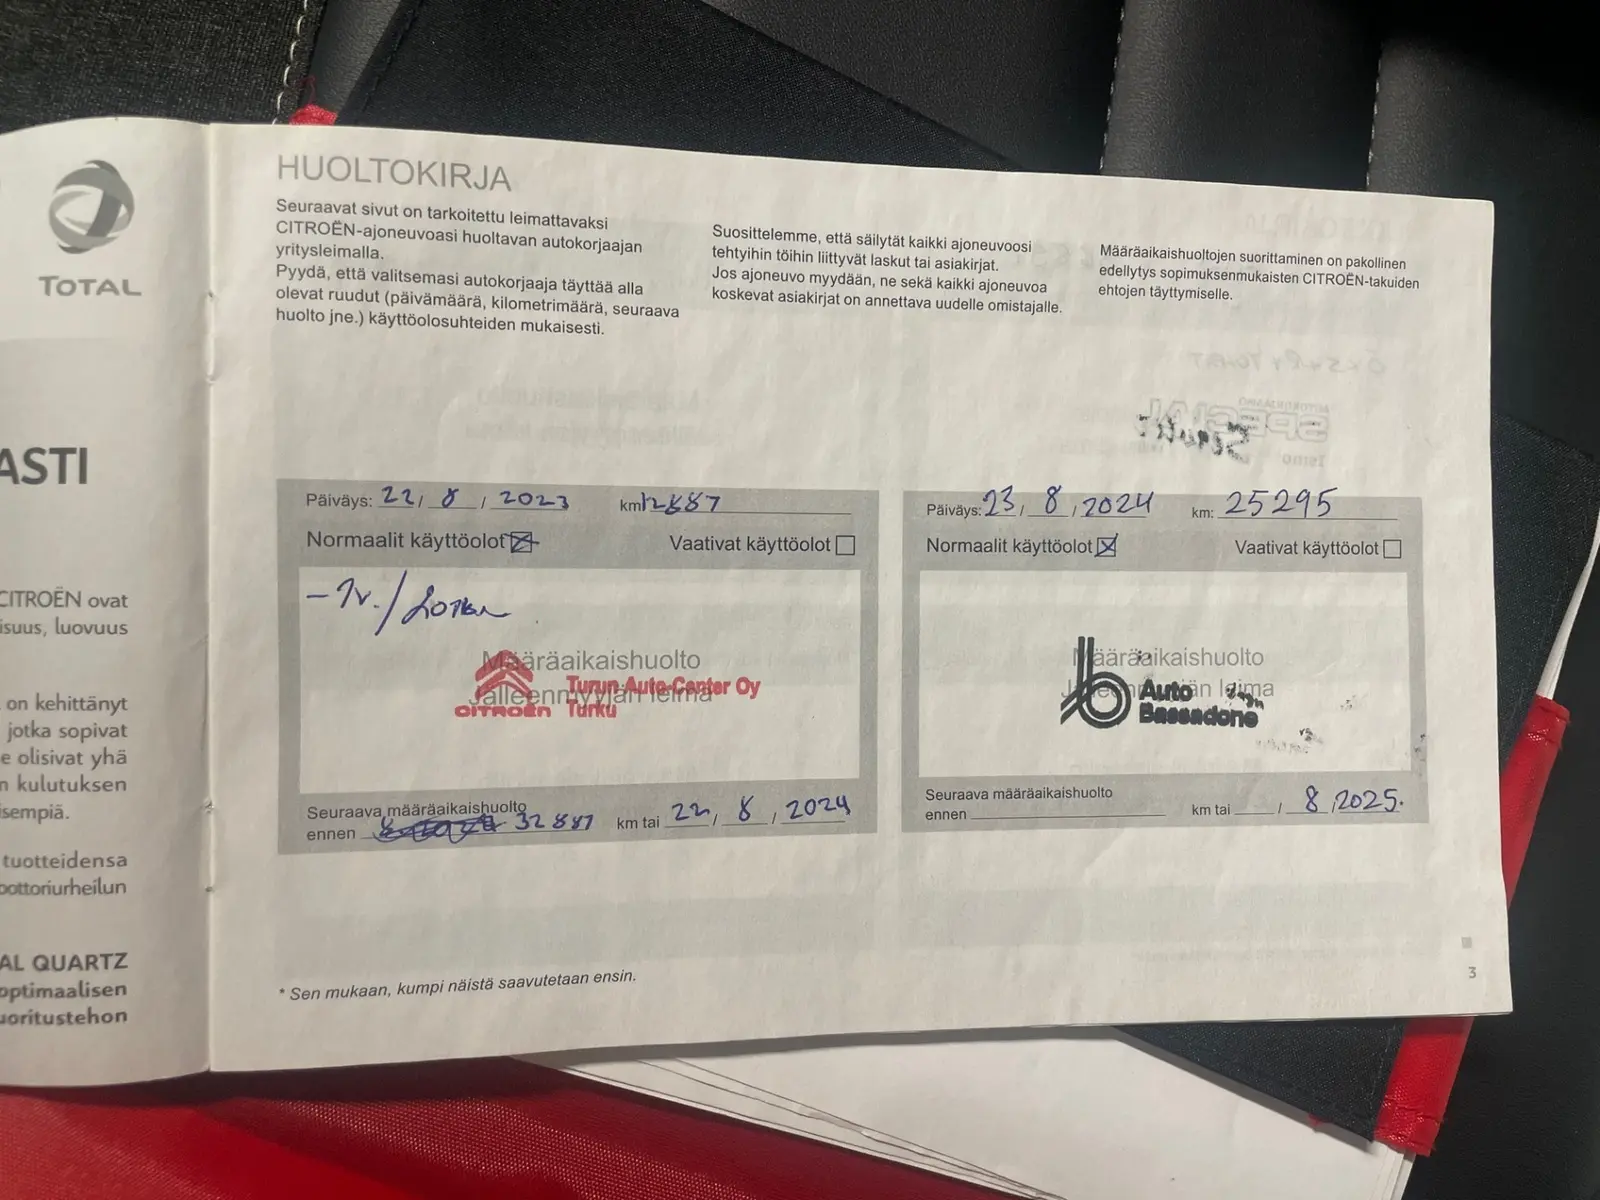 TOTAL
ASTI
CITROËN ovat
isuus, luovuus
on kehittänyt
jotka sopivat
e olisivat yhä
n kulutuksen
isempiä.
tuotteidensa
oottoriurheilun
AL QUARTZ
optimaalisen
uoritustehon
HUOLTOKIRJA
Seuraavat sivut on tarkoitettu leimattavaksi
CITROËN-ajoneuvoasi huoltavan autokorjaajan
yritysleimalla.
Pyydä, että valitsemasi autokorjaaja täyttää alla
olevat ruudut (päivämäärä, kilometrimäärä, seuraava
huolto jne.) käyttöolosuhteiden mukaisesti.
Suosittelemme, että säilytät kaikki ajoneuvoosi
tehtyihin töihin liittyvät laskut tai asiakirjat.
Jos ajoneuvo myydään, ne sekä kaikki ajoneuvoa
koskevat asiakirjat on annettava uudelle omistajalle.
Määräaikaishuoltojen suorittaminen on pakollinen
edellytys sopimuksenmukaisten CITROËN-takuiden
ehtojen täyttymiselle.
Päiväys: 22 / 8 / 2023 km 12887
Normaalit käyttöolot Vaativat käyttöolot
Määräaikaishuolto
Jälleenmyyjän leima
CITROËN Turun Auto-Center Oy
Turku
Seuraava määräaikaishuolto
ennen 32887 km tai 22 / 8 / 2024
Päiväys: 23 / 8 / 2024 km: 25295
Normaalit käyttöolot Vaativat käyttöolot
Määräaikaishuolto
Jälleenmyyjän leima
Auto
Bassadone
Seuraava määräaikaishuolto
ennen km tai / 8 / 2025.
* Sen mukaan, kumpi näistä saavutetaan ensin.
3